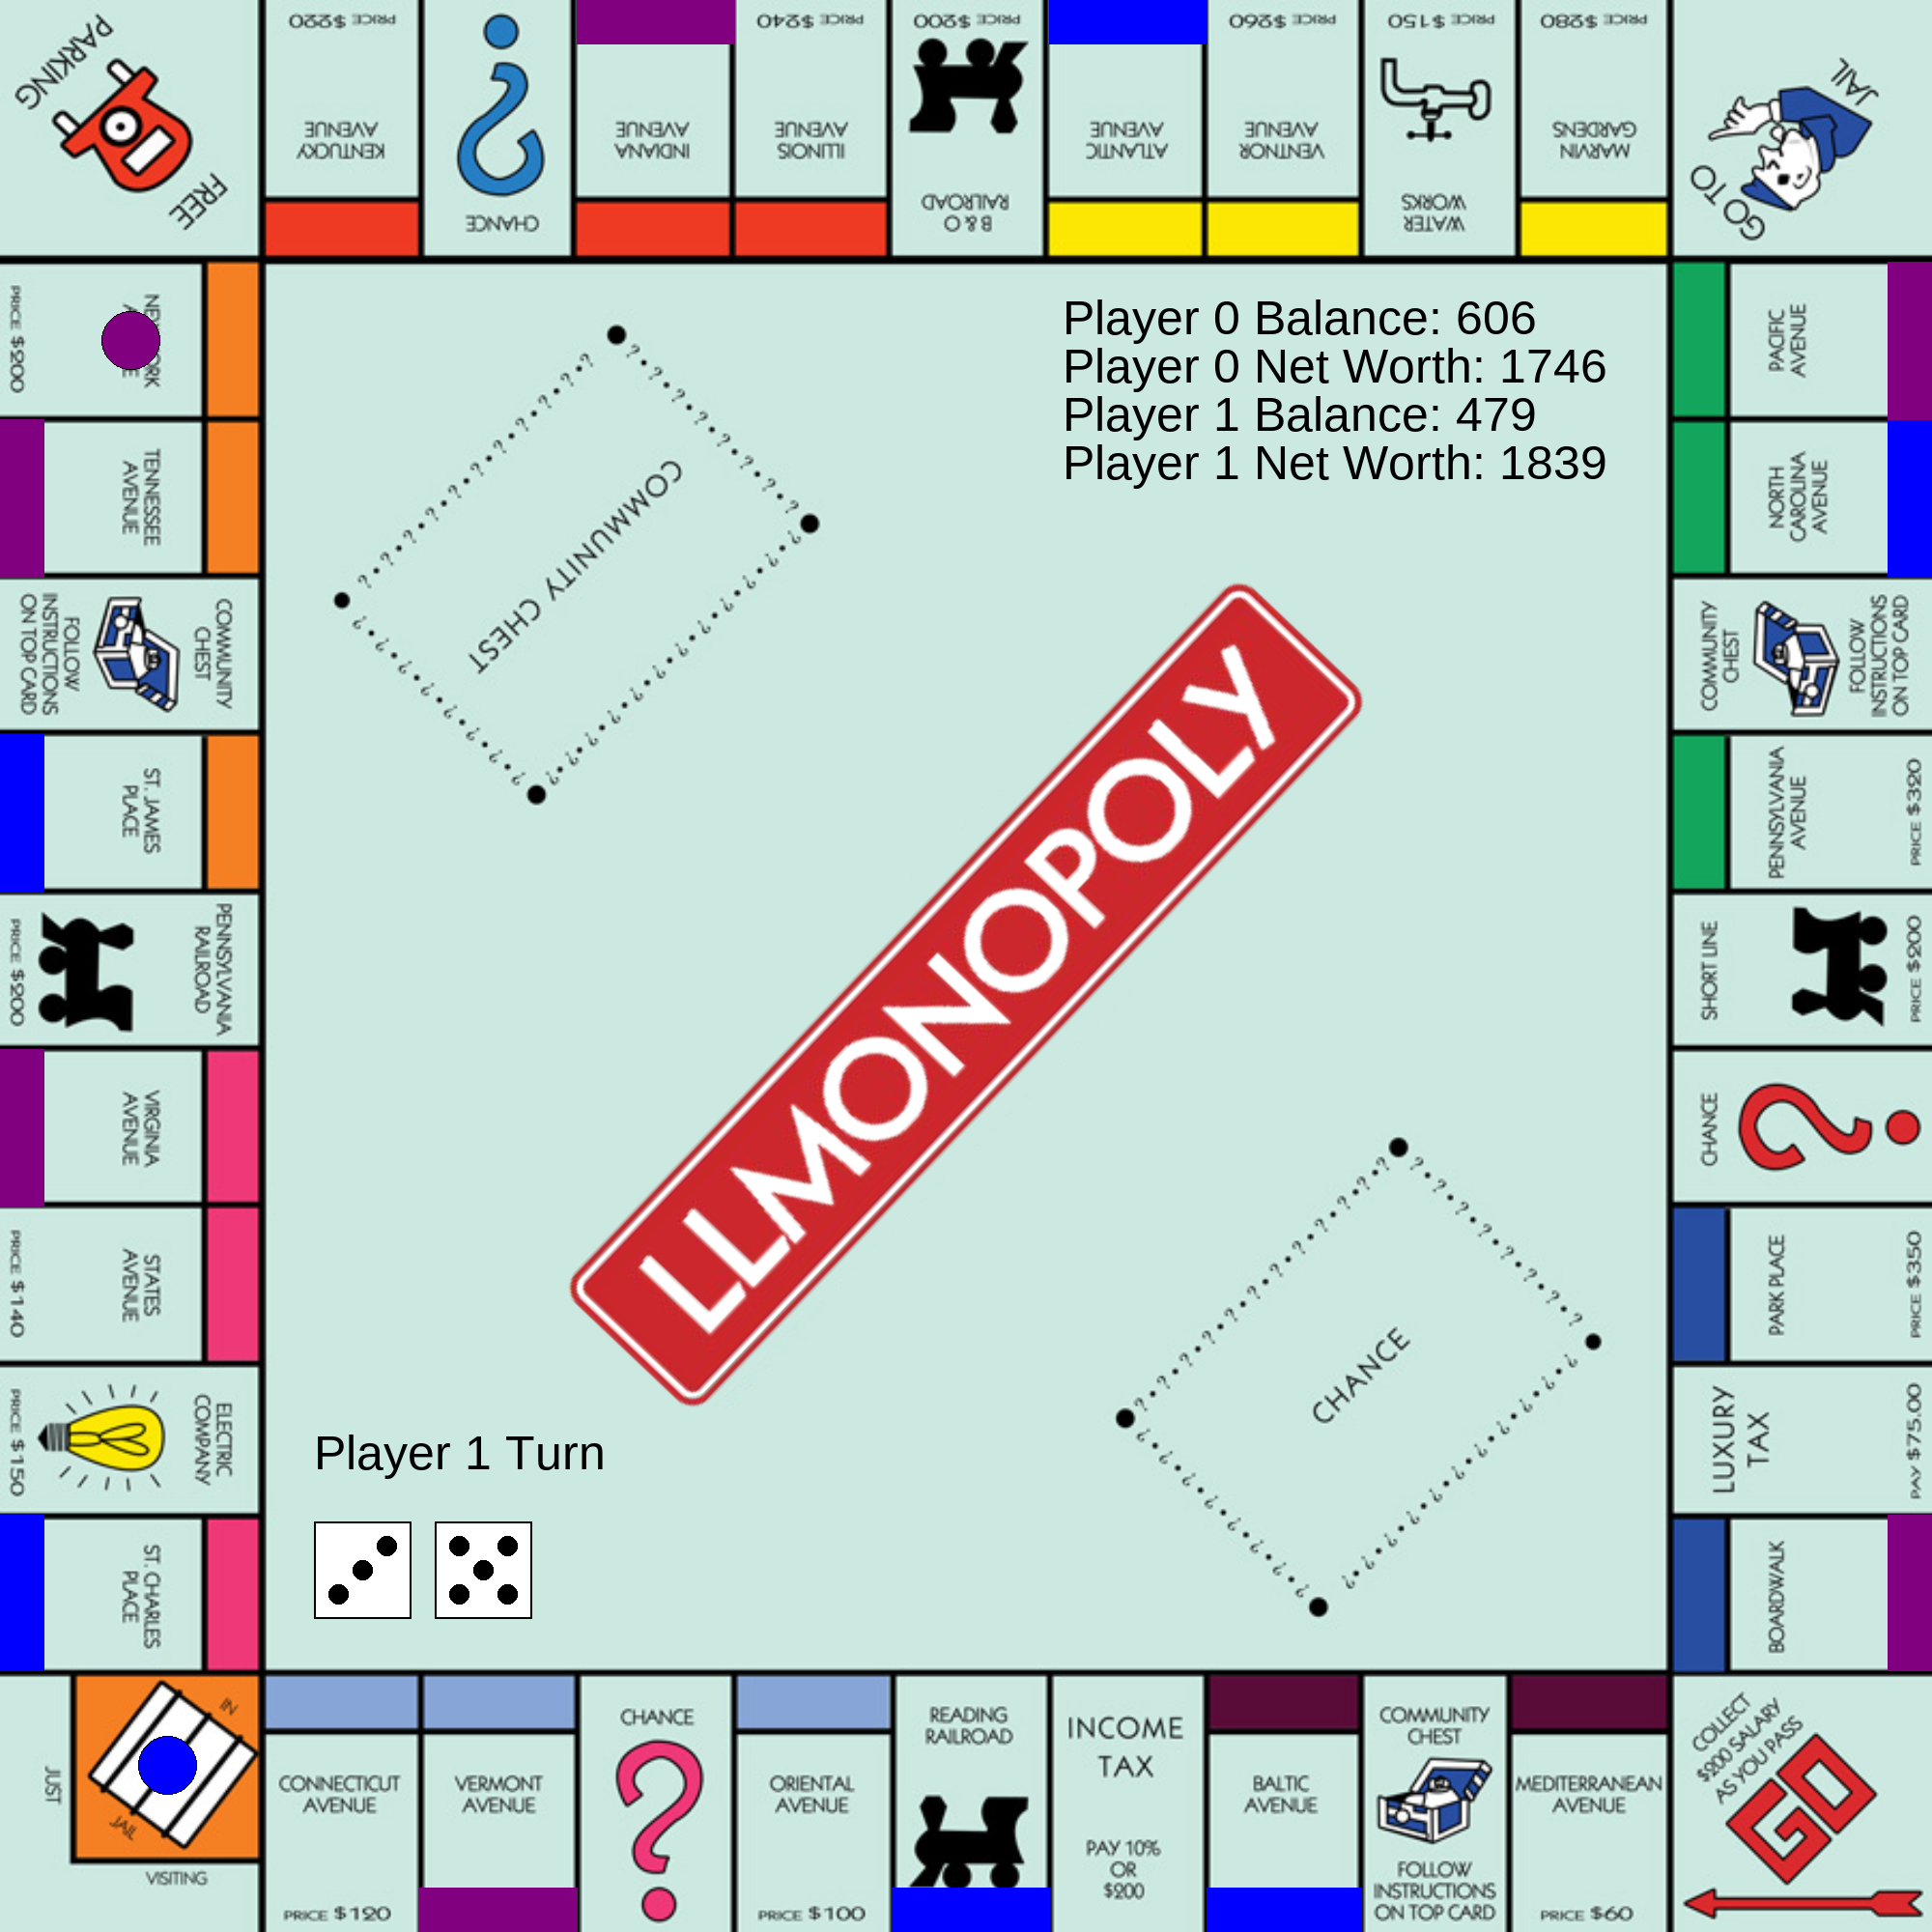 FREE
PARKING
PRICE $220
KENTUCKY
AVENUE
CHANCE
INDIANA
AVENUE
PRICE $240
ILLINOIS
AVENUE
PRICE $200
B & O
RAILROAD
ATLANTIC
AVENUE
PRICE $260
VENTNOR
AVENUE
PRICE $150
WATER
WORKS
PRICE $280
MARVIN
GARDENS
GO TO
JAIL
PRICE $200
TENNESSEE
AVENUE
COMMUNITY
CHEST
FOLLOW
INSTRUCTIONS
ON TOP CARD
ST. JAMES
PLACE
PENNSYLVANIA
RAILROAD
PRICE $200
VIRGINIA
AVENUE
STATES
AVENUE
PRICE $140
ELECTRIC
COMPANY
PRICE $150
ST. CHARLES
PLACE
Player 0 Balance: 606
Player 0 Net Worth: 1746
Player 1 Balance: 479
Player 1 Net Worth: 1839
COMMUNITY CHEST
LLMONOPOLY
CHANCE
Player 1 Turn
PACIFIC
AVENUE
NORTH
CAROLINA
AVENUE
COMMUNITY
CHEST
FOLLOW
INSTRUCTIONS
ON TOP CARD
PENNSYLVANIA
AVENUE
PRICE $320
SHORT LINE
PRICE $200
CHANCE
PARK PLACE
PRICE $350
LUXURY
TAX
PAY $75.00
BOARDWALK
JUST
VISITING
IN
JAIL
CONNECTICUT
AVENUE
PRICE $120
VERMONT
AVENUE
CHANCE
ORIENTAL
AVENUE
PRICE $100
READING
RAILROAD
INCOME
TAX
PAY 10%
OR
$200
BALTIC
AVENUE
COMMUNITY
CHEST
FOLLOW
INSTRUCTIONS
ON TOP CARD
MEDITERRANEAN
AVENUE
PRICE $60
COLLECT
$200 SALARY
AS YOU PASS
GO